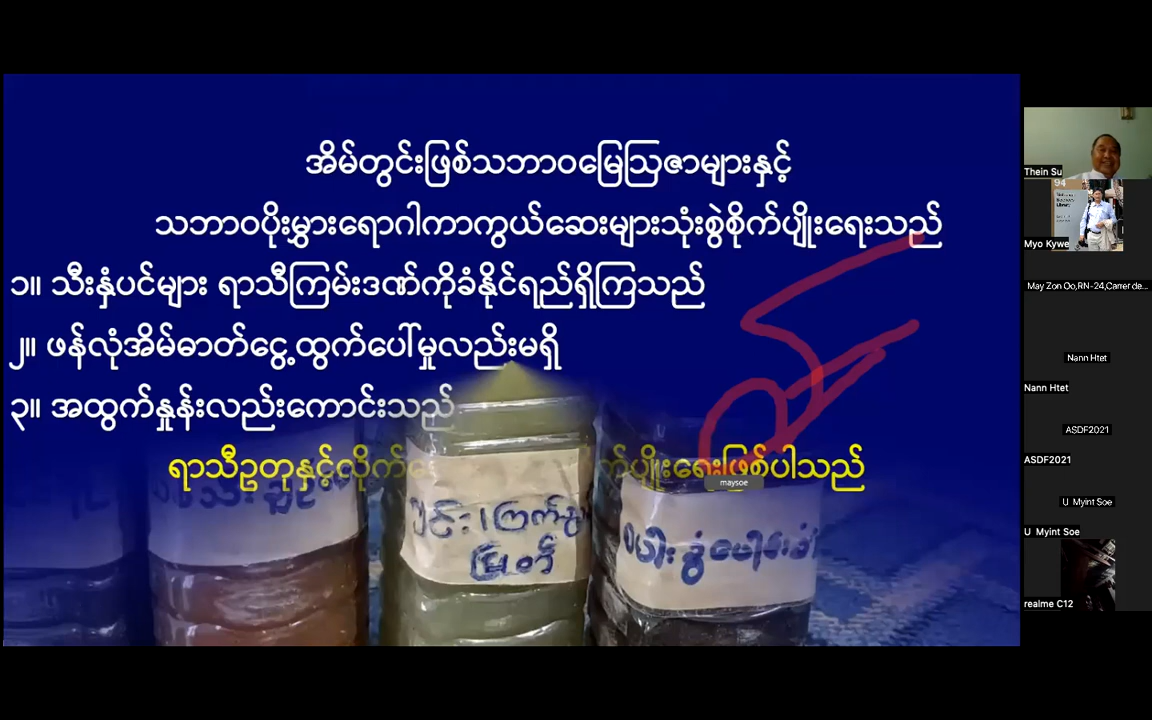 အိမ်တွင်းဖြစ်သဘာဝမြေဩဇာများနှင့်
သဘာဝပိုးမွှားရောဂါကာကွယ်ဆေးများသုံးစွဲစိုက်ပျိုးရေးသည်
၁။ သီးနှံပင်များ ရာသီကြမ်းဒဏ်ကိုခံနိုင်ရည်ရှိကြသည်
၂။ ဖန်လုံအိမ်ဓာတ်ငွေ့ထွက်ပေါ်မှုလည်းမရှိ
၃။ အထွက်နှုန်းလည်းကောင်းသည်
ရာသီဥတုနှင့်လိုက် က်ပျိုးရေးဖြစ်ပါသည်
maysoe
Thein Su
94
Library
Myo Kywe
May Zon Oo,RN-24,Carrer de...
Nann Htet
Nann Htet
ASDF2021
ASDF2021
U Myint Soe
U Myint Soe
realme C12